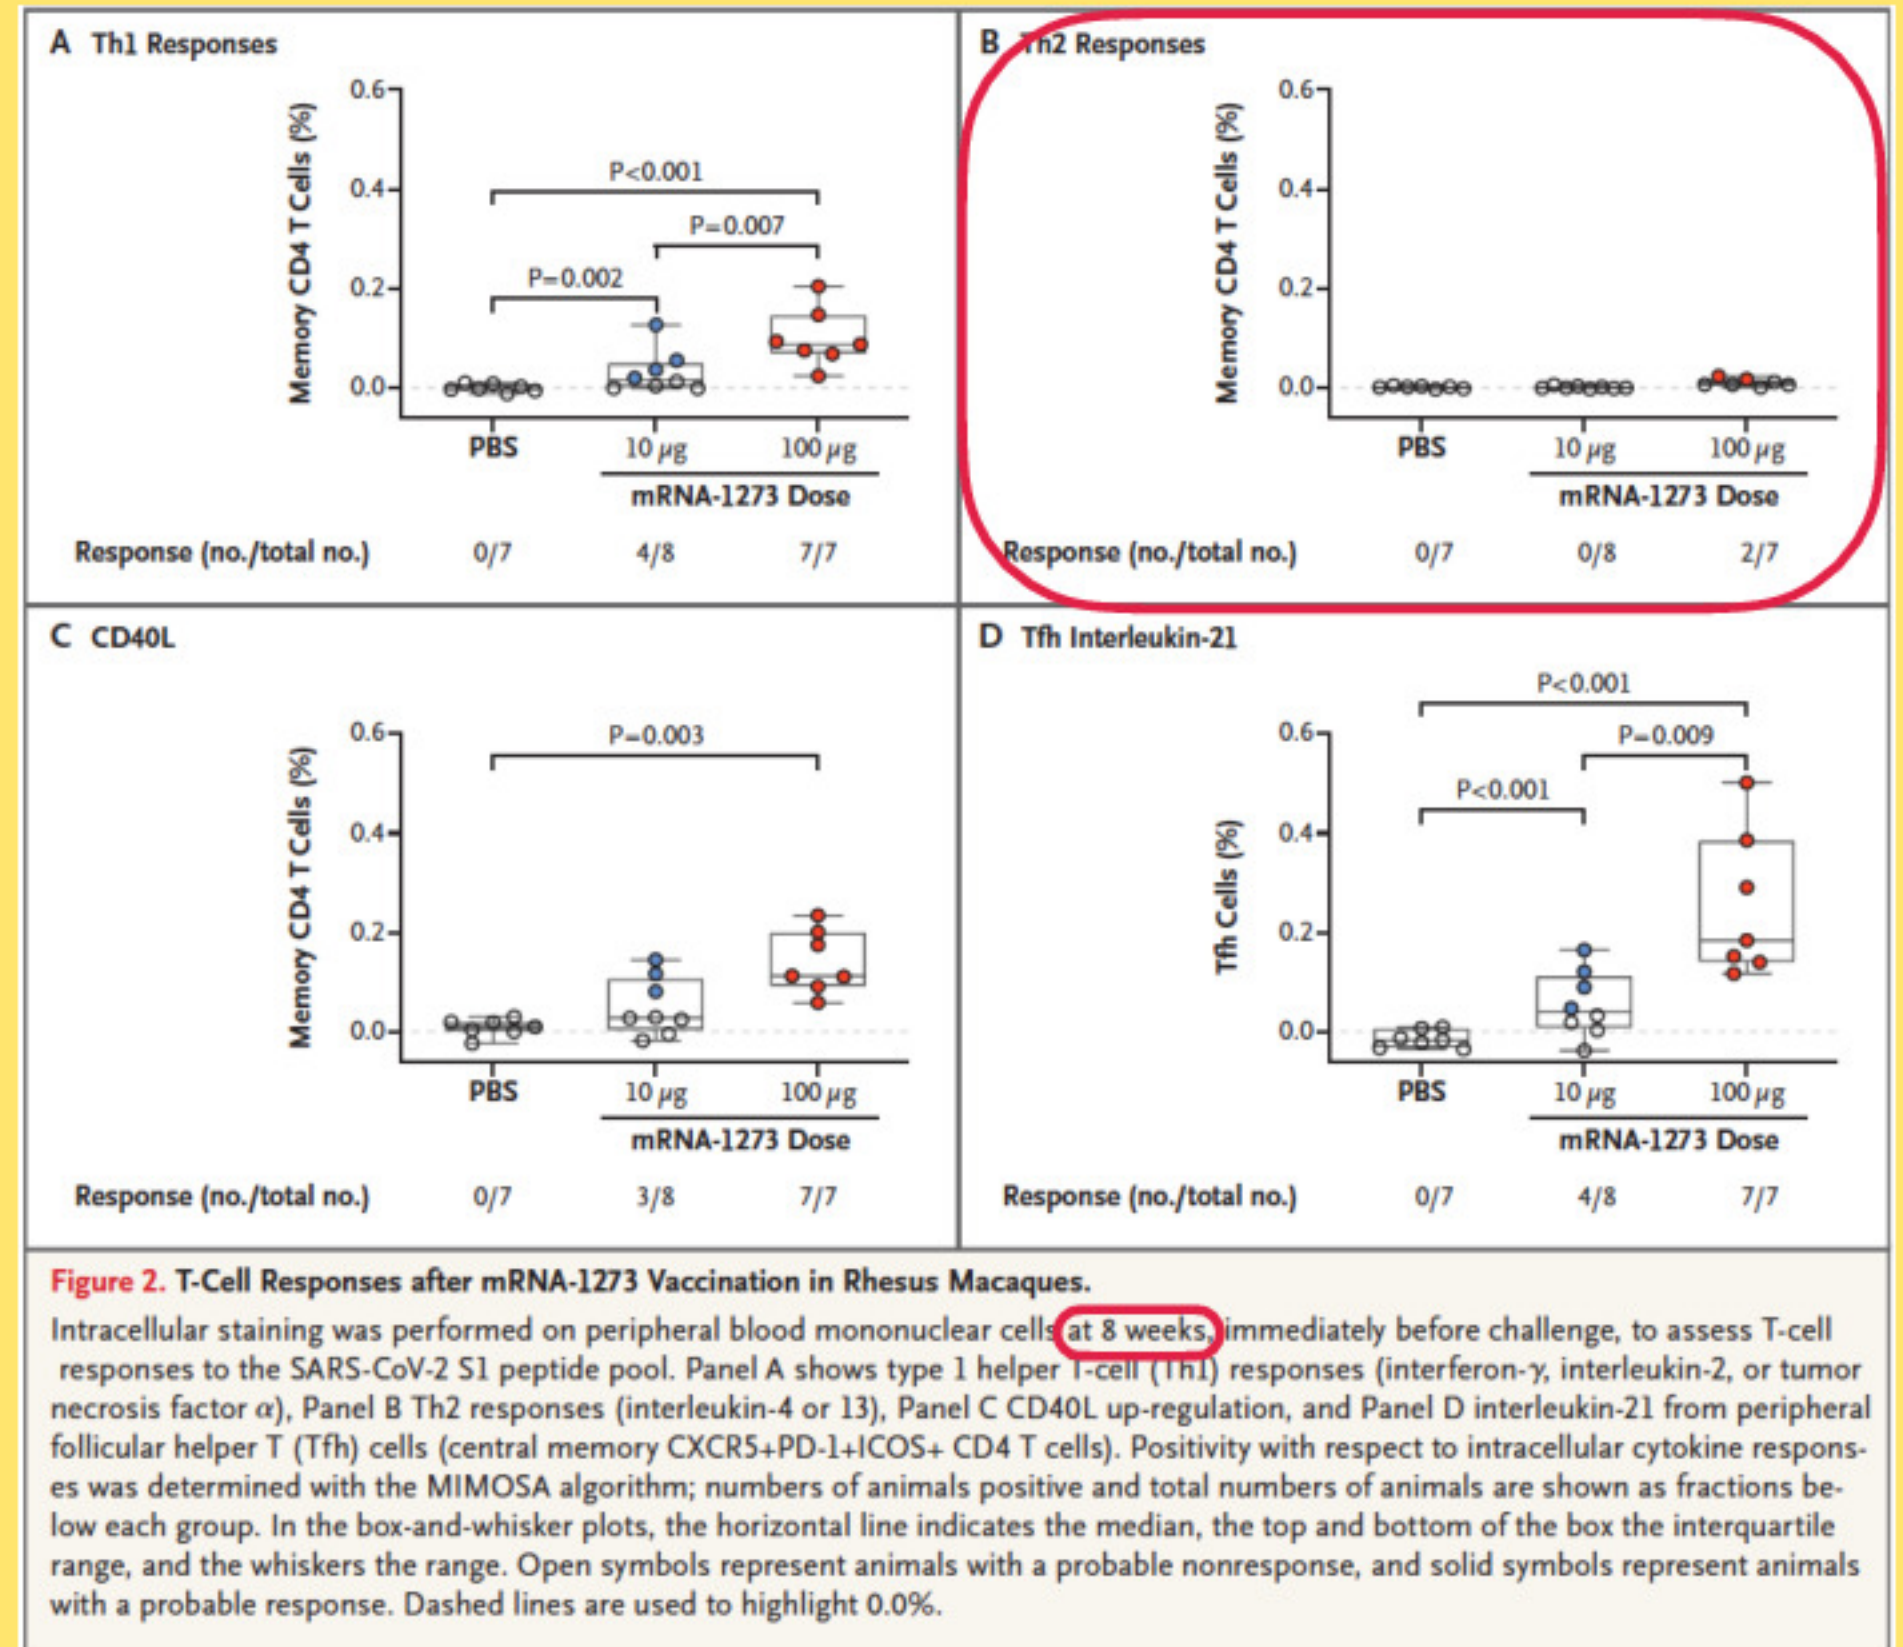 A Th1 Responses
Memory CD4 T Cells (%)
0.6
0.4
0.2
0.0
P<0.001
P=0.007
P=0.002
PBS
10 µg
100 µg
mRNA-1273 Dose
Response (no./total no.) 0/7 4/8 7/7
B Th2 Responses
Memory CD4 T Cells (%)
0.6
0.4
0.2
0.0
PBS
10 µg
100 µg
mRNA-1273 Dose
Response (no./total no.) 0/7 0/8 2/7
C CD40L
Memory CD4 T Cells (%)
0.6
0.4
0.2
0.0
P=0.003
PBS
10 µg
100 µg
mRNA-1273 Dose
Response (no./total no.) 0/7 3/8 7/7
D Tfh Interleukin-21
Tfh Cells (%)
P<0.001
0.6
0.4
0.2
0.0
P=0.009
P<0.001
PBS
10 µg
100 µg
mRNA-1273 Dose
Response (no./total no.) 0/7 4/8 7/7
Figure 2. T-Cell Responses after mRNA-1273 Vaccination in Rhesus Macaques.
Intracellular staining was performed on peripheral blood mononuclear cells at 8 weeks, immediately before challenge, to assess T-cell
responses to the SARS-CoV-2 S1 peptide pool. Panel A shows type 1 helper T-cell (Th1) responses (interferon-γ, interleukin-2, or tumor
necrosis factor α), Panel B Th2 responses (interleukin-4 or 13), Panel C CD40L up-regulation, and Panel D interleukin-21 from peripheral
follicular helper T (Tfh) cells (central memory CXCR5+PD-1+ICOS+ CD4 T cells). Positivity with respect to intracellular cytokine respons-
es was determined with the MIMOSA algorithm; numbers of animals positive and total numbers of animals are shown as fractions be-
low each group. In the box-and-whisker plots, the horizontal line indicates the median, the top and bottom of the box the interquartile
range, and the whiskers the range. Open symbols represent animals with a probable nonresponse, and solid symbols represent animals
with a probable response. Dashed lines are used to highlight 0.0%.